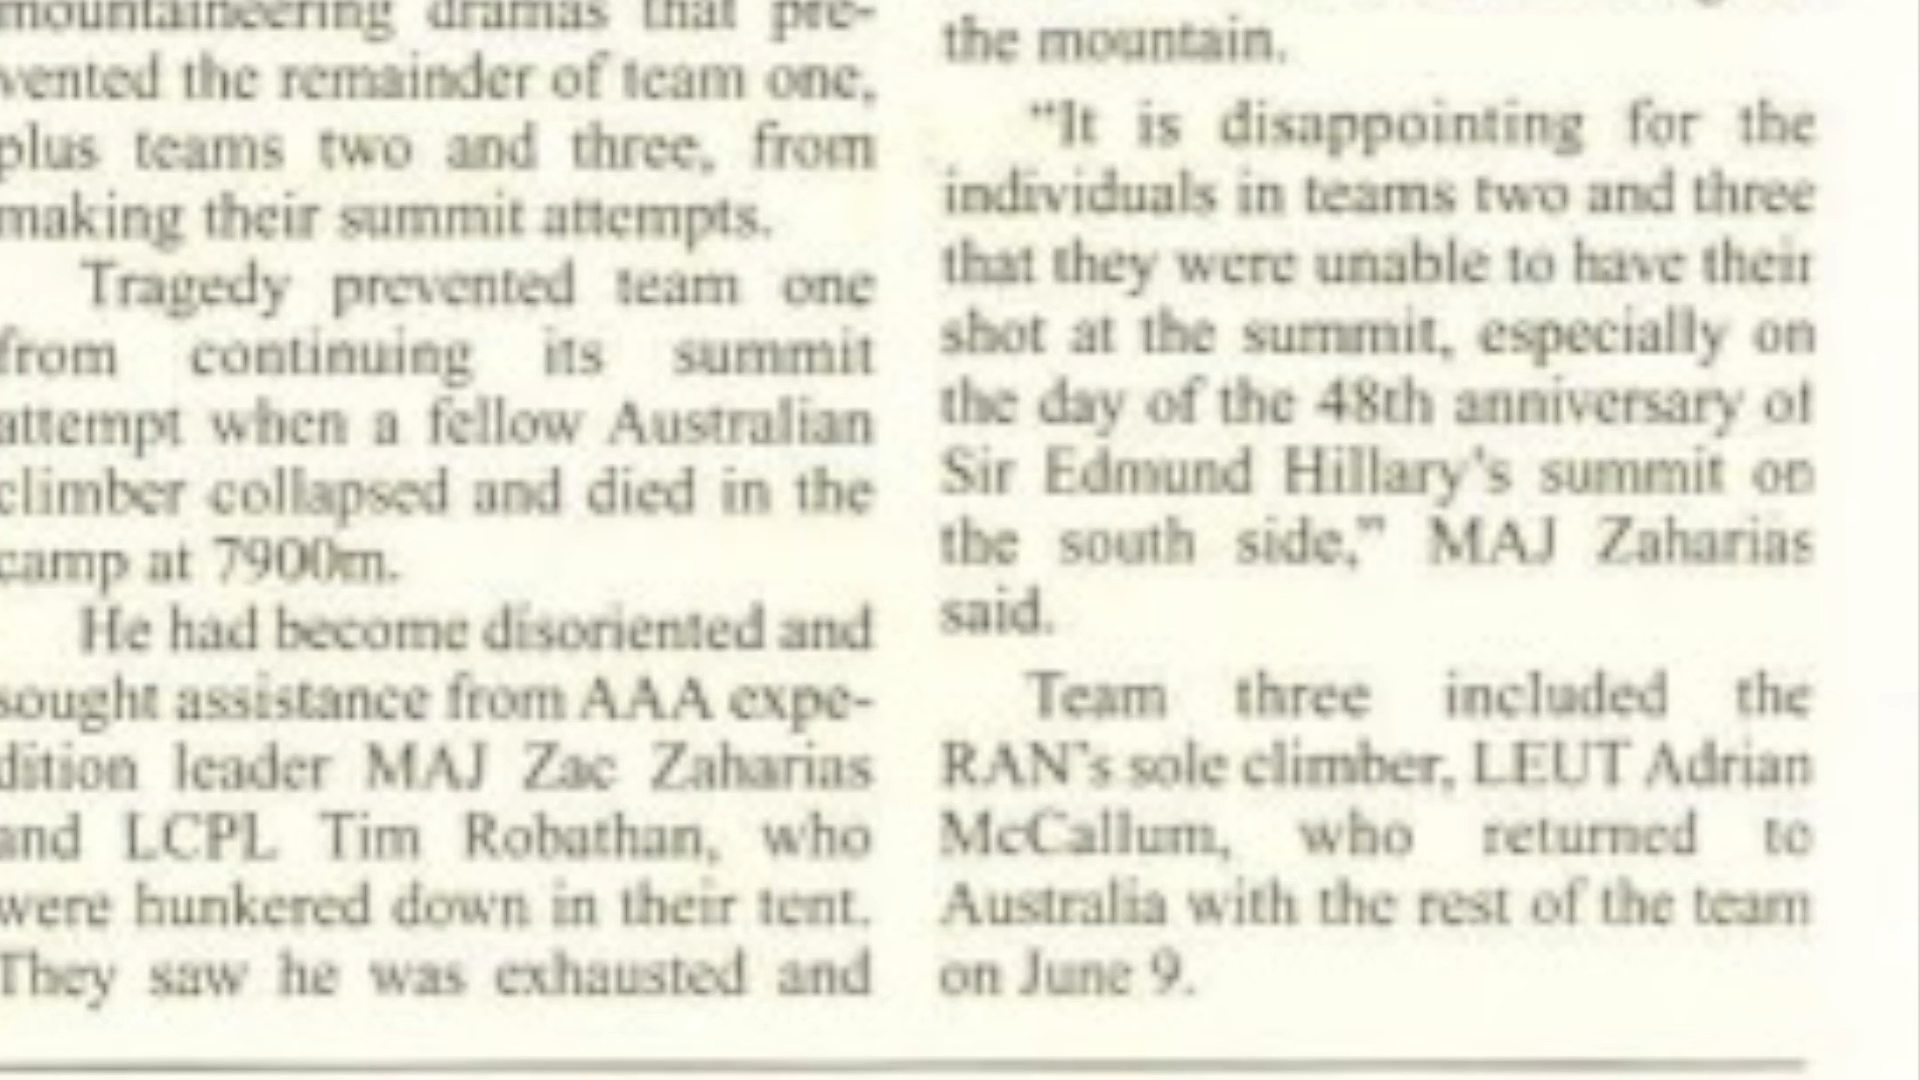 mountaineering dramas that pre-
vented the remainder of team one,
plus teams two and three, from
making their summit attempts.
Tragedy prevented team one
from continuing its summit
attempt when a fellow Australian
climber collapsed and died in the
camp at 7900m.
He had become disoriented and
sought assistance from AAA expe-
dition leader MAJ Zac Zaharias
and LCPL Tim Robathan, who
were hunkered down in their tent.
They saw he was exhausted and
the mountain.
“It is disappointing for the
individuals in teams two and three
that they were unable to have their
shot at the summit, especially on
the day of the 48th anniversary of
Sir Edmund Hillary’s summit on
the south side,” MAJ Zaharias
said.
Team three included the
RAN’s sole climber, LEUT Adrian
McCallum, who returned to
Australia with the rest of the team
on June 9.